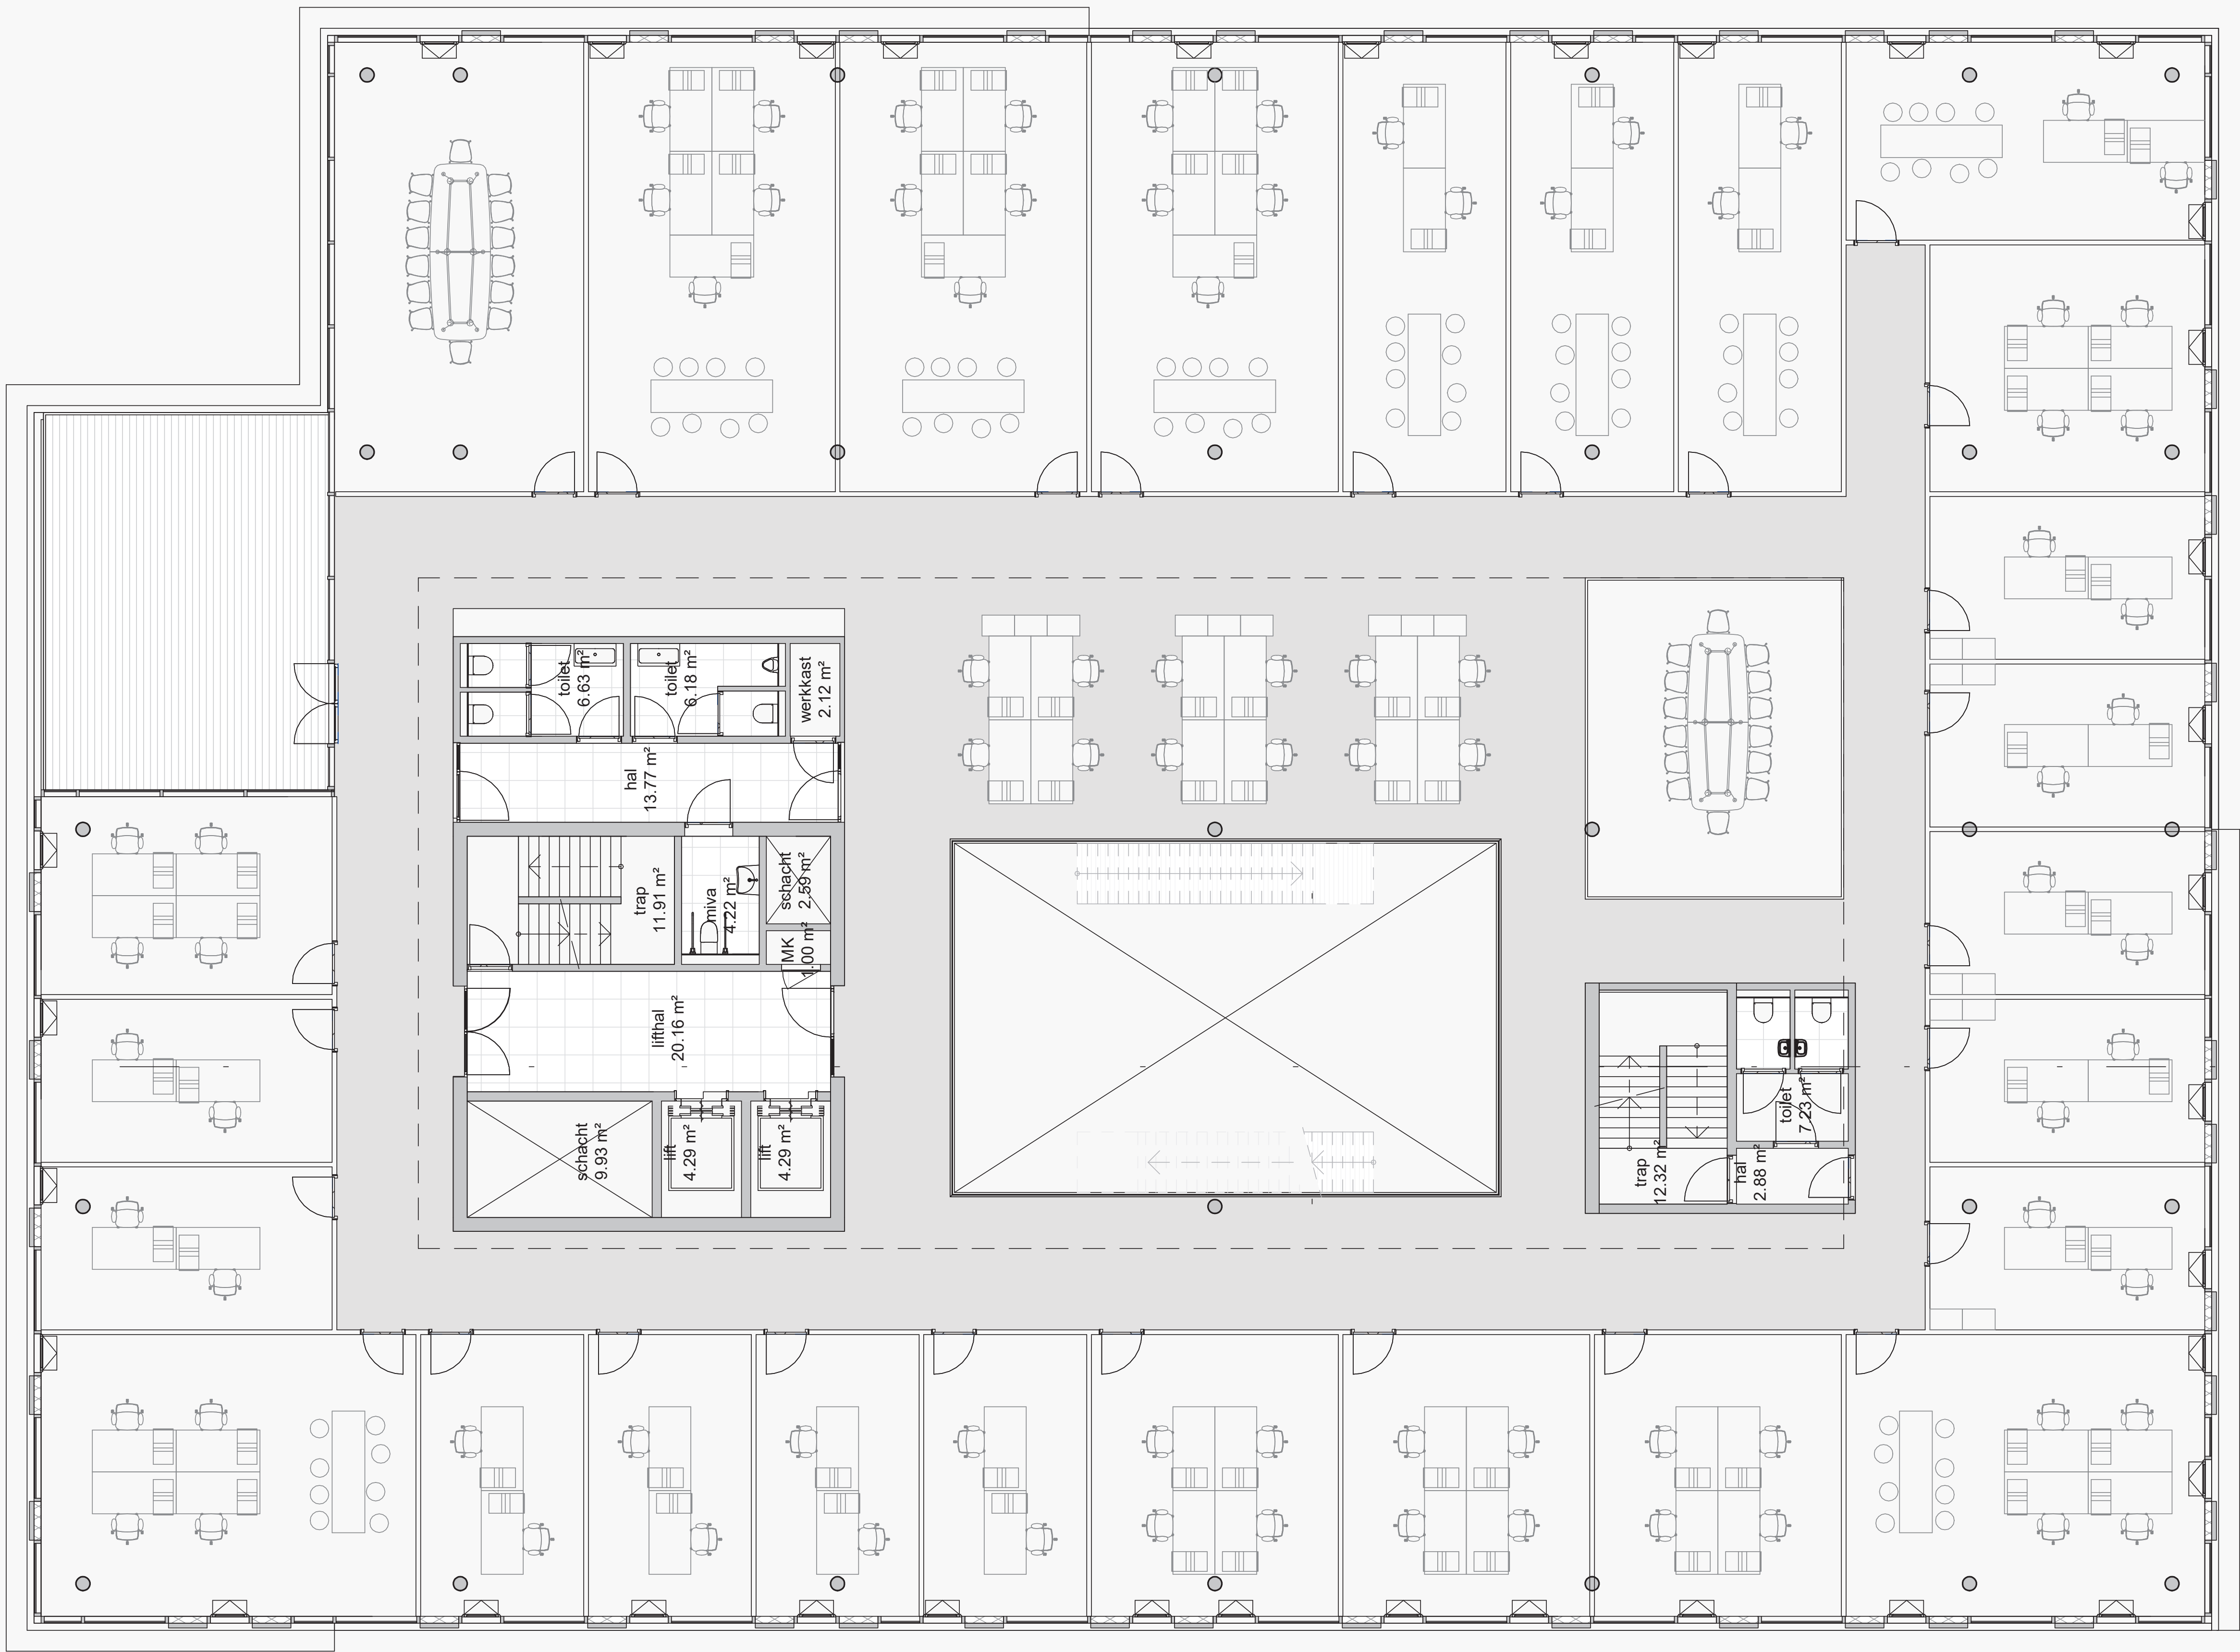 toilet
6.63 m²
toilet
6.18 m²
werkkast
2.12 m²
hal
13.77 m²
trap
11.91 m²
miva
4.22 m²
schacht
2.59 m²
MK
1.00 m²
lifthal
20.16 m²
schacht
9.93 m²
lift
4.29 m²
lift
4.29 m²
toilet
7.23 m²
trap
12.32 m²
hal
2.88 m²